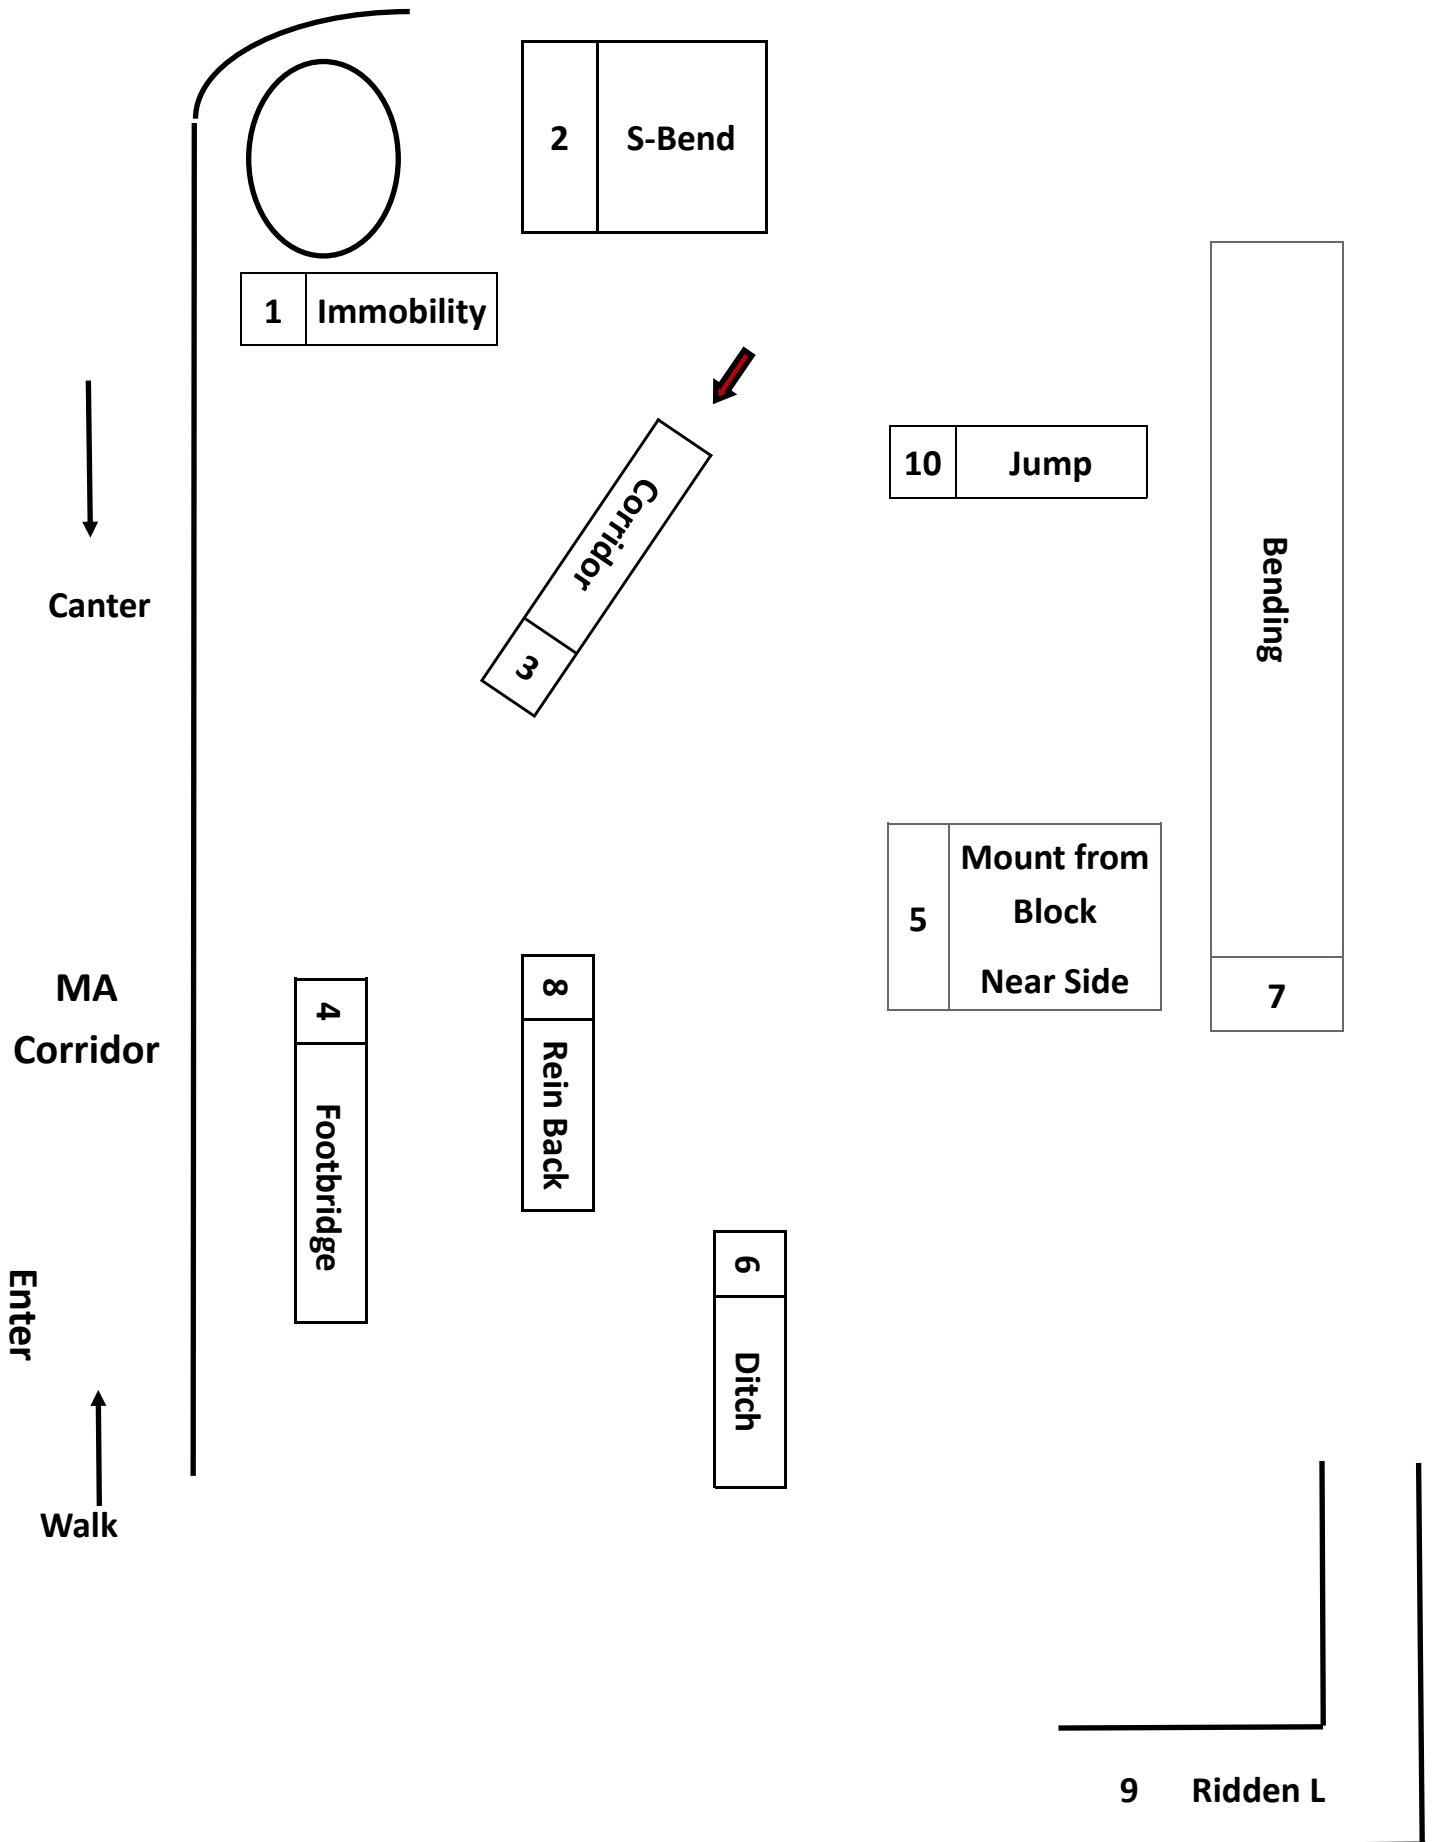 2 S-Bend
1 Immobility
Corridor
3
10 Jump
Canter
Bending
7
5 Mount from
Block
Near Side
MA
Corridor
4
Footbridge
8
Rein Back
6
Ditch
Enter
Walk
9 Ridden L